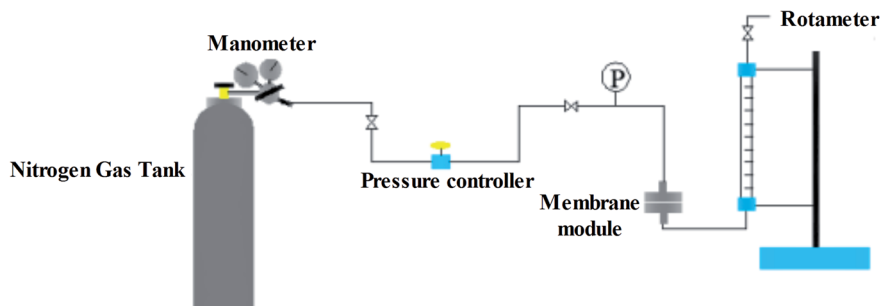 Rotameter
Manometer
P
Nitrogen Gas Tank
Pressure controller
Membrane
module